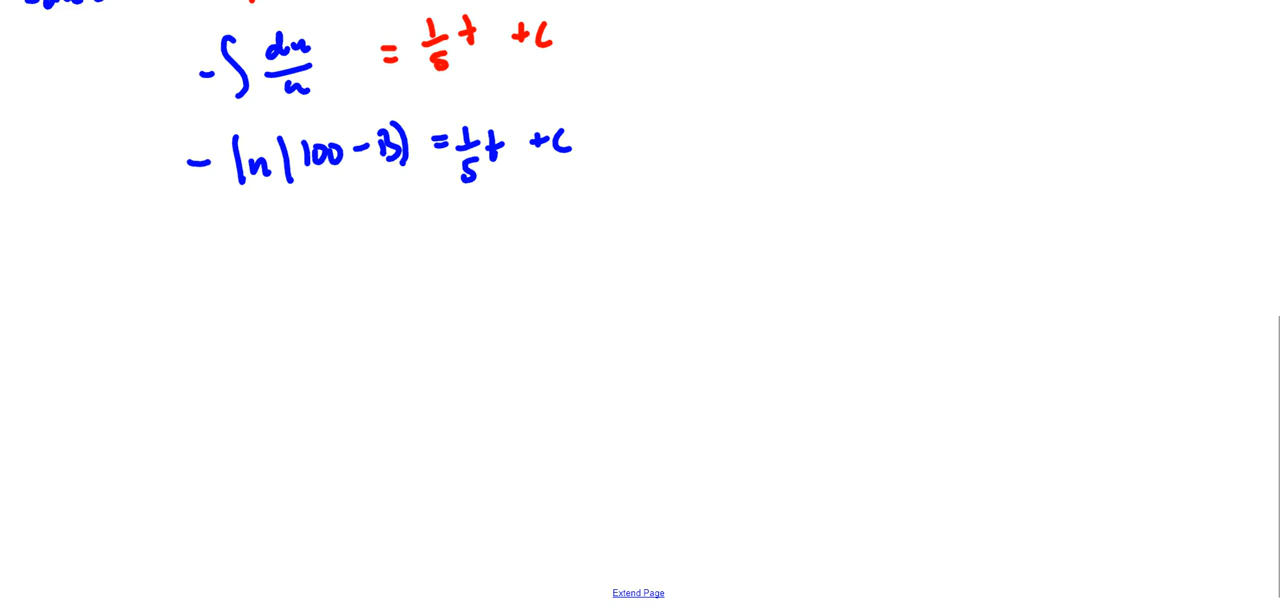 - ∫ du/u = 1/5 t + C
- ln|100 - B| = 1/5 t + C
Extend Page